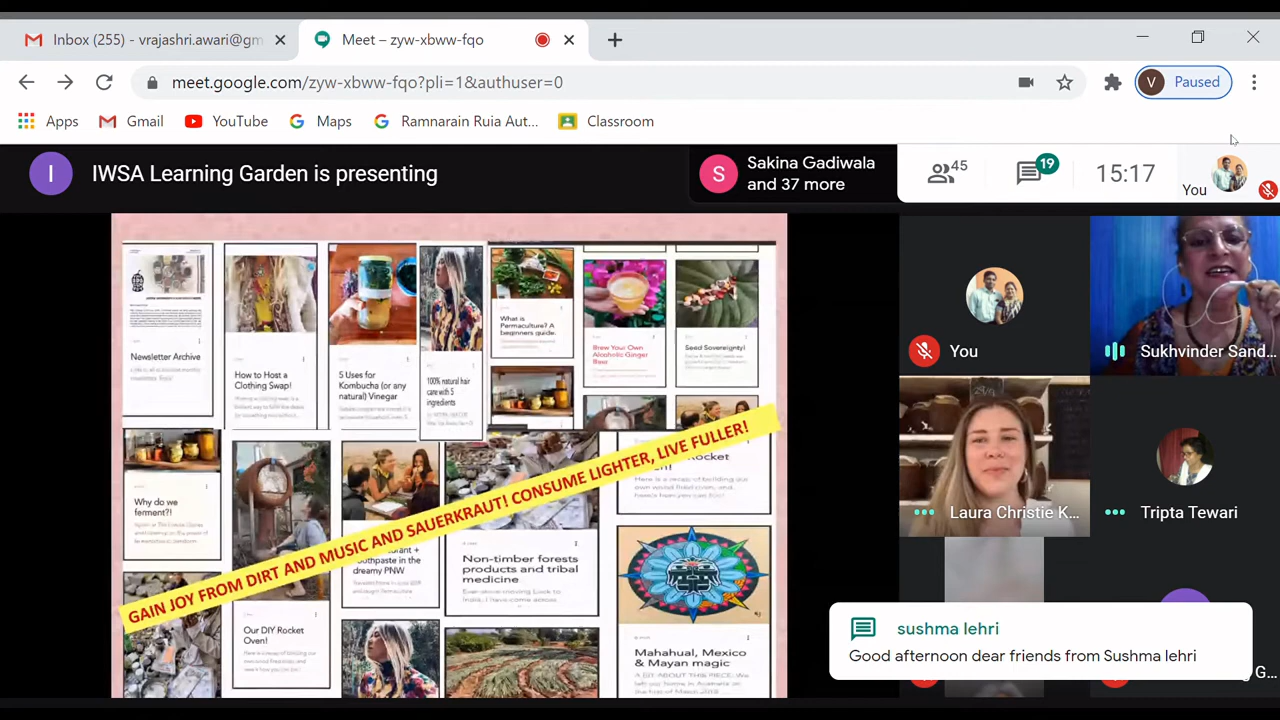 Inbox (255) - vrajashri.awari@gm
Meet – zyw-xbww-fqo
meet.google.com/zyw-xbww-fqo?pli=1&authuser=0
V
Paused
Apps
Gmail
YouTube
Maps
Ramnarain Ruia Aut...
Classroom
I
IWSA Learning Garden is presenting
S
Sakina Gadiwala
and 37 more
45
19
15:17
You
Newsletter Archive
How to Host a
Clothing Swap!
5 Uses for
Kombucha (or any
natural) Vinegar
100% natural hair
care with 5
ingredients
What is
Permaculture? A
beginners guide.
Brew Your Own
Alcoholic Ginger
Beer
Seed Sovereignty!
GAIN JOY FROM DIRT AND MUSIC AND SAUERKRAUT! CONSUME LIGHTER, LIVE FULLER!
Why do we
ferment?!
Our DIY Rocket
Oven!
dreamy PNW
Non-timber forests
products and tribal
medicine
Mahahual, Mexico
& Mayan magic
You
Sukhvinder Sand...
Laura Christie K...
Tripta Tewari
sushma lehri
Good afternoon dear friends from Sushma lehri
G...